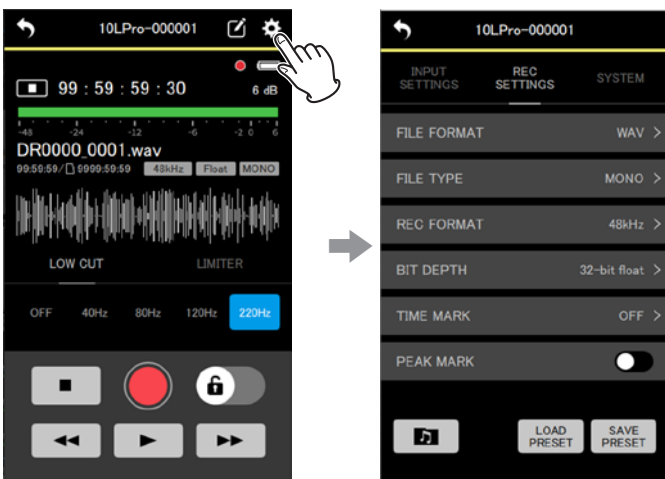 10LPro-000001
99 : 59 : 59 : 30
6 dB
-48 -24 -12 -6 -2 0 6
DR0000_0001.wav
99:59:59/ 9999:59:59 48kHz Float MONO
LOW CUT LIMITER
OFF 40Hz 80Hz 120Hz 220Hz
10LPro-000001
INPUT SETTINGS
REC SETTINGS
SYSTEM
FILE FORMAT WAV >
FILE TYPE MONO >
REC FORMAT 48kHz >
BIT DEPTH 32-bit float >
TIME MARK OFF >
PEAK MARK
LOAD PRESET
SAVE PRESET